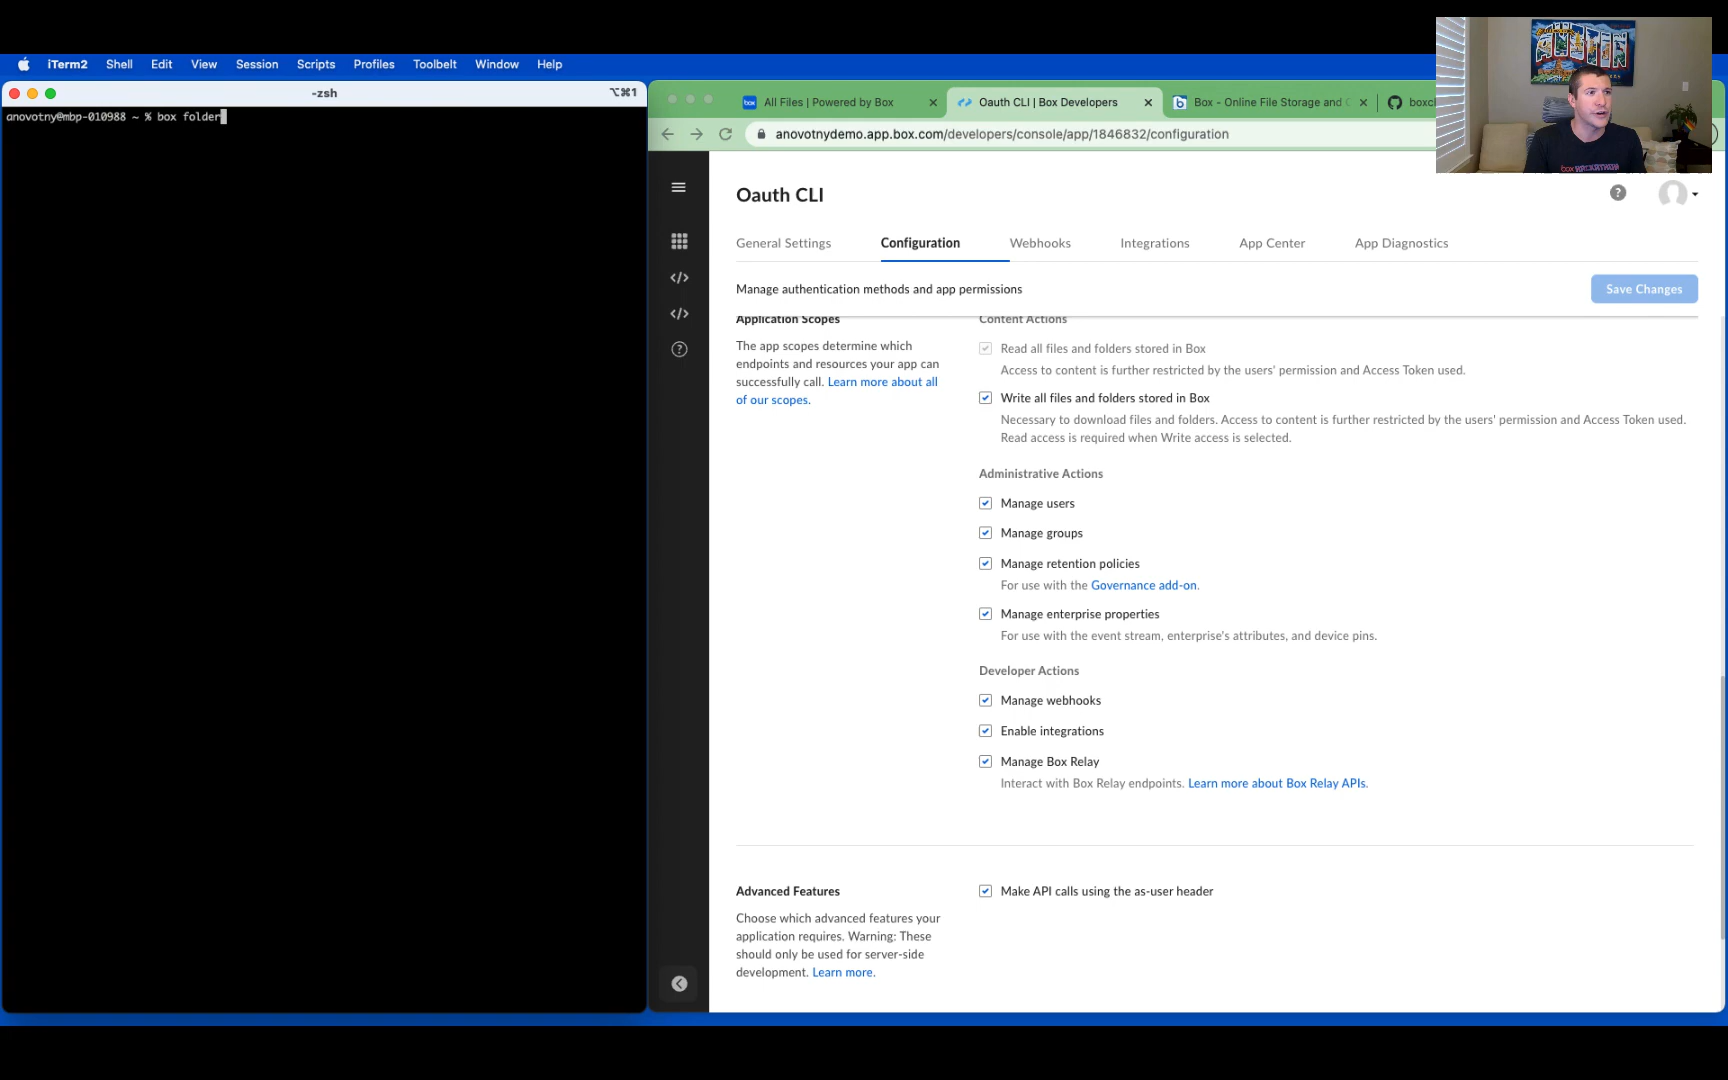 iTerm2 Shell Edit View Session Scripts Profiles Toolbelt Window Help
-zsh
⌥⌘1
anovotny@mbp-010988 ~ % box folder
All Files | Powered by Box
Oauth CLI | Box Developers
Box - Online File Storage and
boxcl
anovotnydemo.app.box.com/developers/console/app/1846832/configuration
AUSTIN
Oauth CLI
General Settings Configuration Webhooks Integrations App Center App Diagnostics
Manage authentication methods and app permissions
Save Changes
Application Scopes
The app scopes determine which
endpoints and resources your app can
successfully call. Learn more about all
of our scopes.
Content Actions
Read all files and folders stored in Box
Access to content is further restricted by the users' permission and Access Token used.
Write all files and folders stored in Box
Necessary to download files and folders. Access to content is further restricted by the users' permission and Access Token used.
Read access is required when Write access is selected.
Administrative Actions
Manage users
Manage groups
Manage retention policies
For use with the Governance add-on.
Manage enterprise properties
For use with the event stream, enterprise's attributes, and device pins.
Developer Actions
Manage webhooks
Enable integrations
Manage Box Relay
Interact with Box Relay endpoints. Learn more about Box Relay APIs.
Advanced Features
Choose which advanced features your
application requires. Warning: These
should only be used for server-side
development. Learn more.
Make API calls using the as-user header